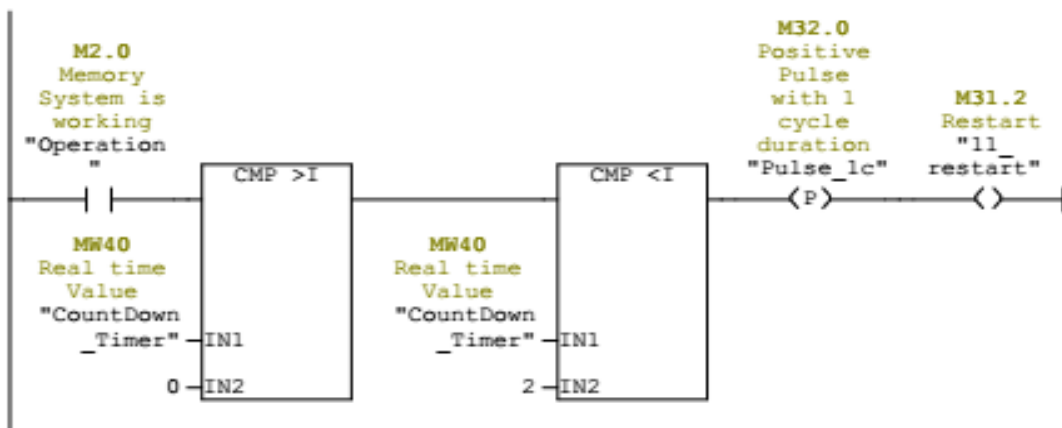 M2.0
Memory
System is
working
"Operation
"
CMP >I
MW40
Real time
Value
"CountDown
_Timer"
IN1
0
IN2
CMP <I
MW40
Real time
Value
"CountDown
_Timer"
IN1
2
IN2
M32.0
Positive
Pulse
with 1
cycle
duration
"Pulse_1c"
(P)
M31.2
Restart
"ll_
restart"
( )